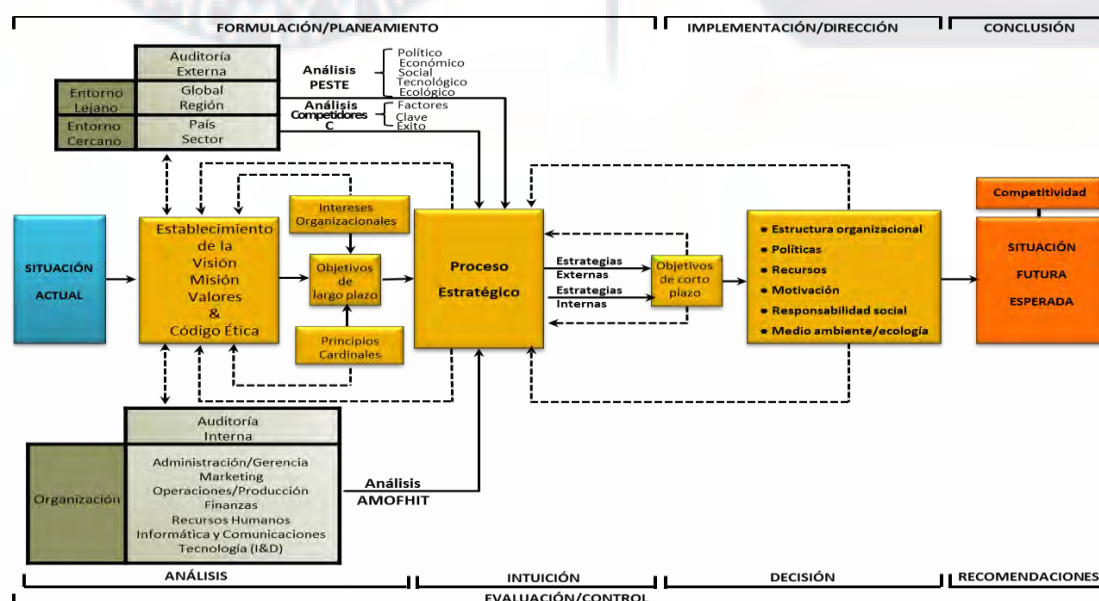 FORMULACIÓN/PLANEAMIENTO
IMPLEMENTACIÓN/DIRECCIÓN
CONCLUSIÓN
Auditoría
Externa
Entorno
Lejano
Global
Región
Entorno
Cercano
País
Sector
Análisis
PESTE
Político
Económico
Social
Tecnológico
Ecológico
Análisis
Competidores
C
Factores
Clave
Éxito
SITUACIÓN
ACTUAL
Establecimiento
de la
Visión
Misión
Valores
&
Código Ética
Intereses
Organizacionales
Objetivos
de
largo plazo
Principios
Cardinales
Proceso
Estratégico
Estrategias
Externas
Estrategias
Internas
Objetivos
de corto
plazo
• Estructura organizacional
• Políticas
• Recursos
• Motivación
• Responsabilidad social
• Medio ambiente/ecología
Competitividad
SITUACIÓN
FUTURA
ESPERADA
Auditoría
Interna
Organización
Administración/Gerencia
Marketing
Operaciones/Producción
Finanzas
Recursos Humanos
Informática y Comunicaciones
Tecnología (I&D)
Análisis
AMOFHIT
ANÁLISIS
INTUICIÓN
DECISIÓN
RECOMENDACIONES
EVALUACIÓN/CONTROL